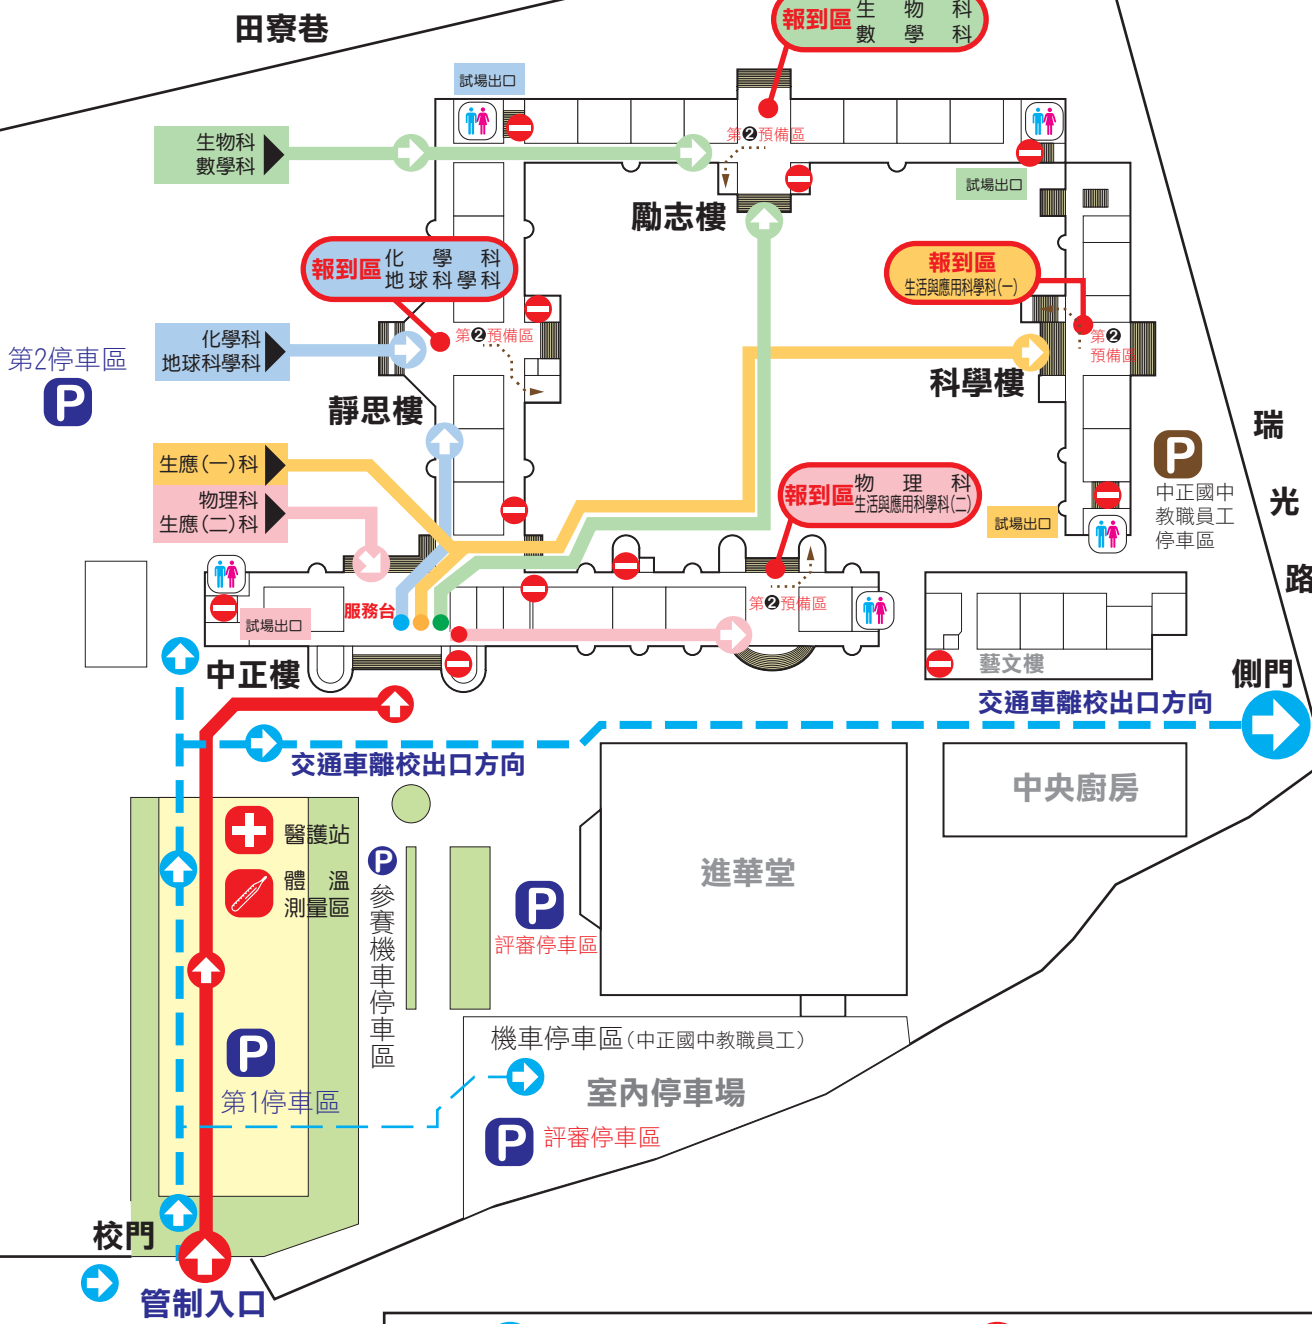 田寮巷
報到區 生物科
數學科
試場出口
生物科
數學科
第❷預備區
試場出口
勵志樓
報到區 化學科
地球科學科
報到區
生活與應用科學科(一)
第❷預備區
第❷
預備區
化學科
地球科學科
第2停車區
P
靜思樓
科學樓
瑞光路
生應(一)科
物理科
生應(二)科
報到區 物理科
生活與應用科學科(二)
試場出口
P
中正國中
教職員工
停車區
服務台
第❷預備區
試場出口
中正樓
藝文樓
側門
交通車離校出口方向
交通車離校出口方向
中央廚房
醫護站
體溫
測量區
P
參賽機車停車區
進華堂
P
評審停車區
P
第1停車區
機車停車區(中正國中教職員工)
室內停車場
P
評審停車區
校門
管制入口